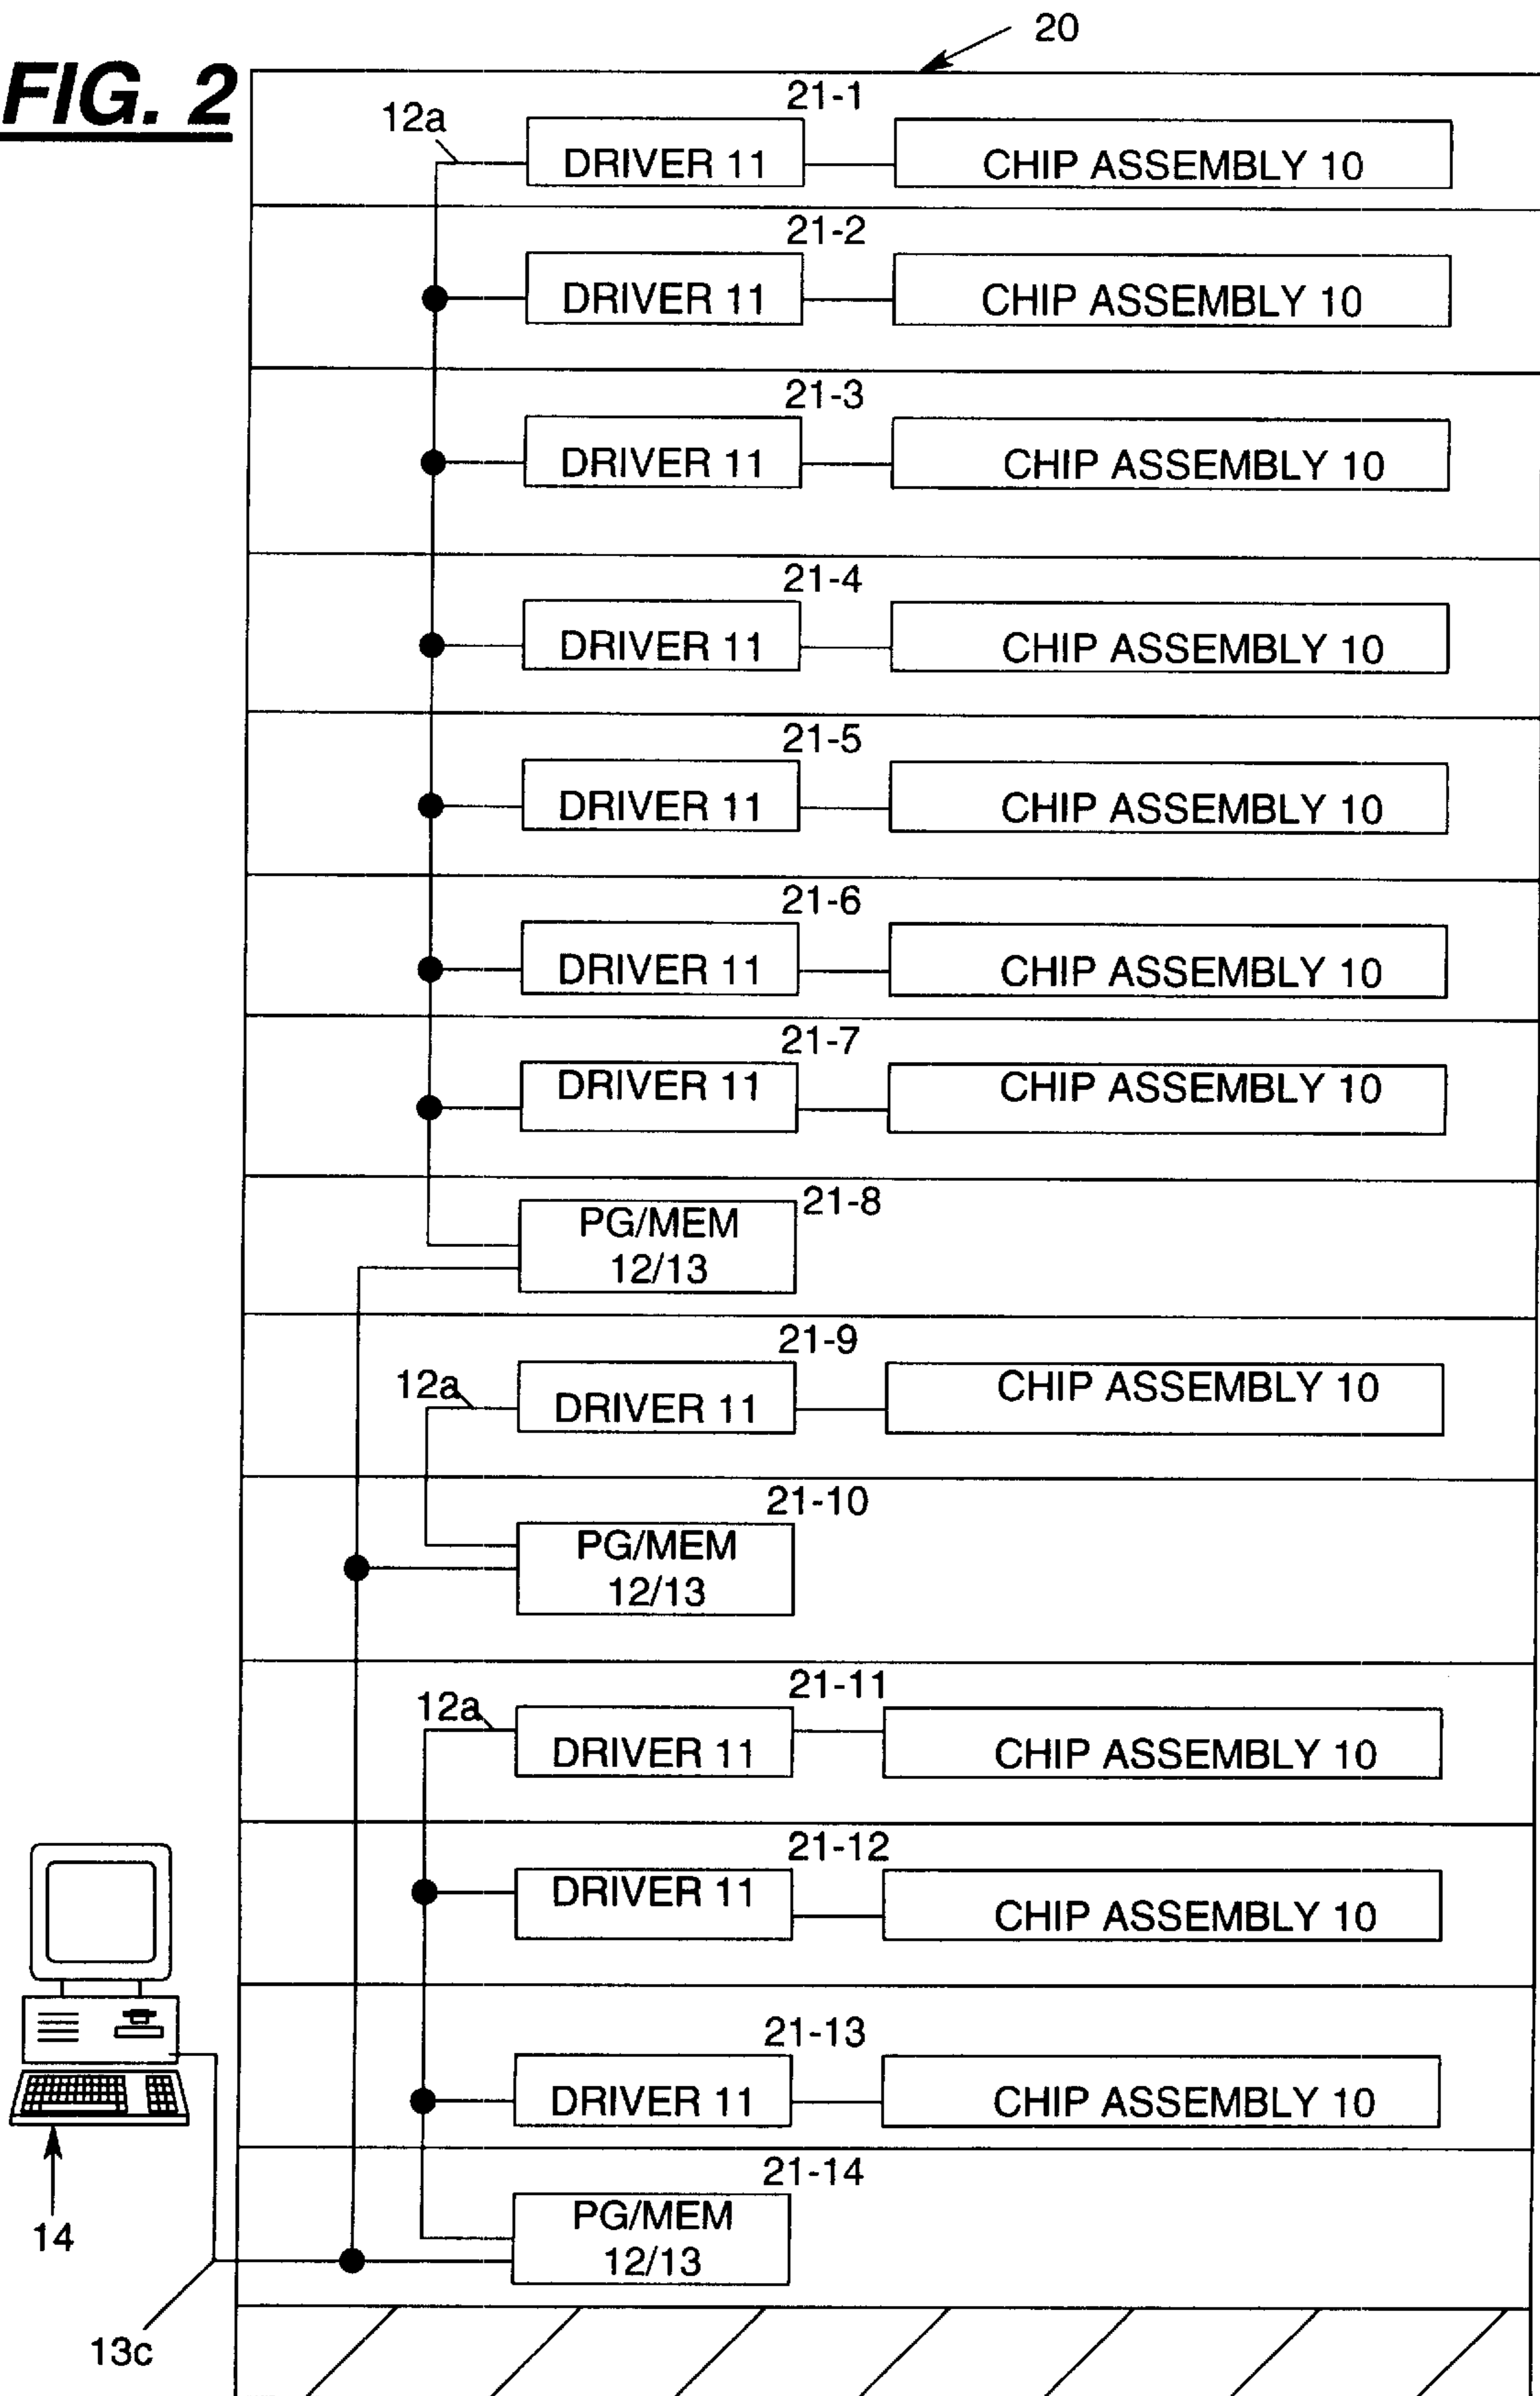 20
FIG. 2
21-1
12a
DRIVER 11
CHIP ASSEMBLY 10
21-2
DRIVER 11
CHIP ASSEMBLY 10
21-3
DRIVER 11
CHIP ASSEMBLY 10
21-4
DRIVER 11
CHIP ASSEMBLY 10
21-5
DRIVER 11
CHIP ASSEMBLY 10
21-6
DRIVER 11
CHIP ASSEMBLY 10
21-7
DRIVER 11
CHIP ASSEMBLY 10
21-8
PG/MEM
12/13
21-9
12a
DRIVER 11
CHIP ASSEMBLY 10
21-10
PG/MEM
12/13
21-11
12a
DRIVER 11
CHIP ASSEMBLY 10
21-12
DRIVER 11
CHIP ASSEMBLY 10
21-13
DRIVER 11
CHIP ASSEMBLY 10
21-14
PG/MEM
12/13
14
13c